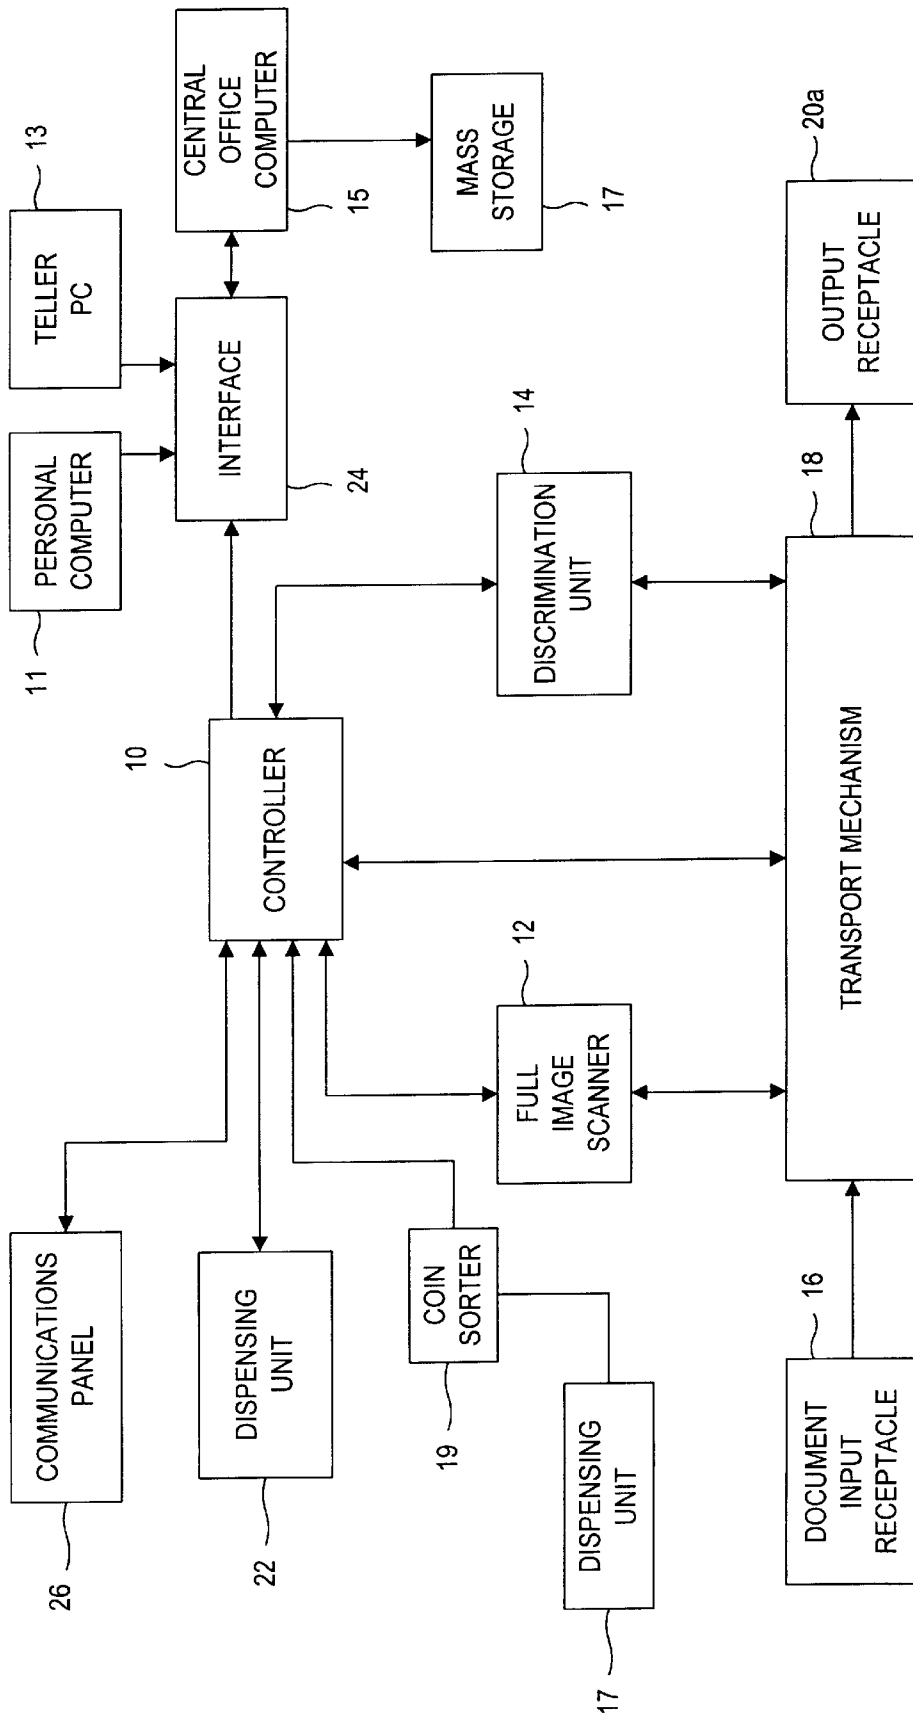 COMMUNICATIONS
PANEL
26
DISPENSING
UNIT
22
COIN
SORTER
19
DISPENSING
UNIT
17
DOCUMENT
INPUT
RECEPTACLE
16
FULL
IMAGE
SCANNER
12
CONTROLLER
10
DISCRIMINATION
UNIT
14
TRANSPORT MECHANISM
18
PERSONAL
COMPUTER
11
TELLER
PC
13
INTERFACE
24
CENTRAL
OFFICE
COMPUTER
15
MASS
STORAGE
17
OUTPUT
RECEPTACLE
20a